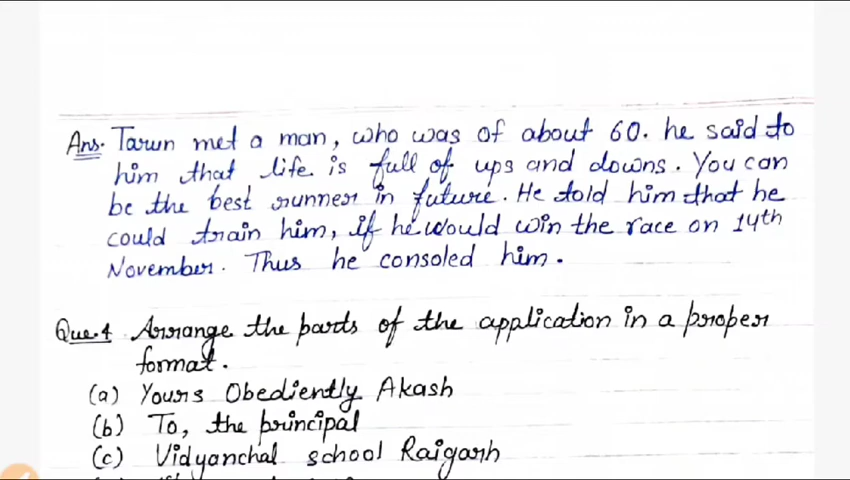 Ans. Tarun met a man, who was of about 60. he said to
him that life is full of ups and downs. You can
be the best runner in future. He told him that he
could train him, if he would win the race on 14th
November. Thus he consoled him.
Que.4 Arrange the parts of the application in a proper
format.
(a) Yours Obediently Akash
(b) To, the principal
(c) Vidyanchal school Raigarh